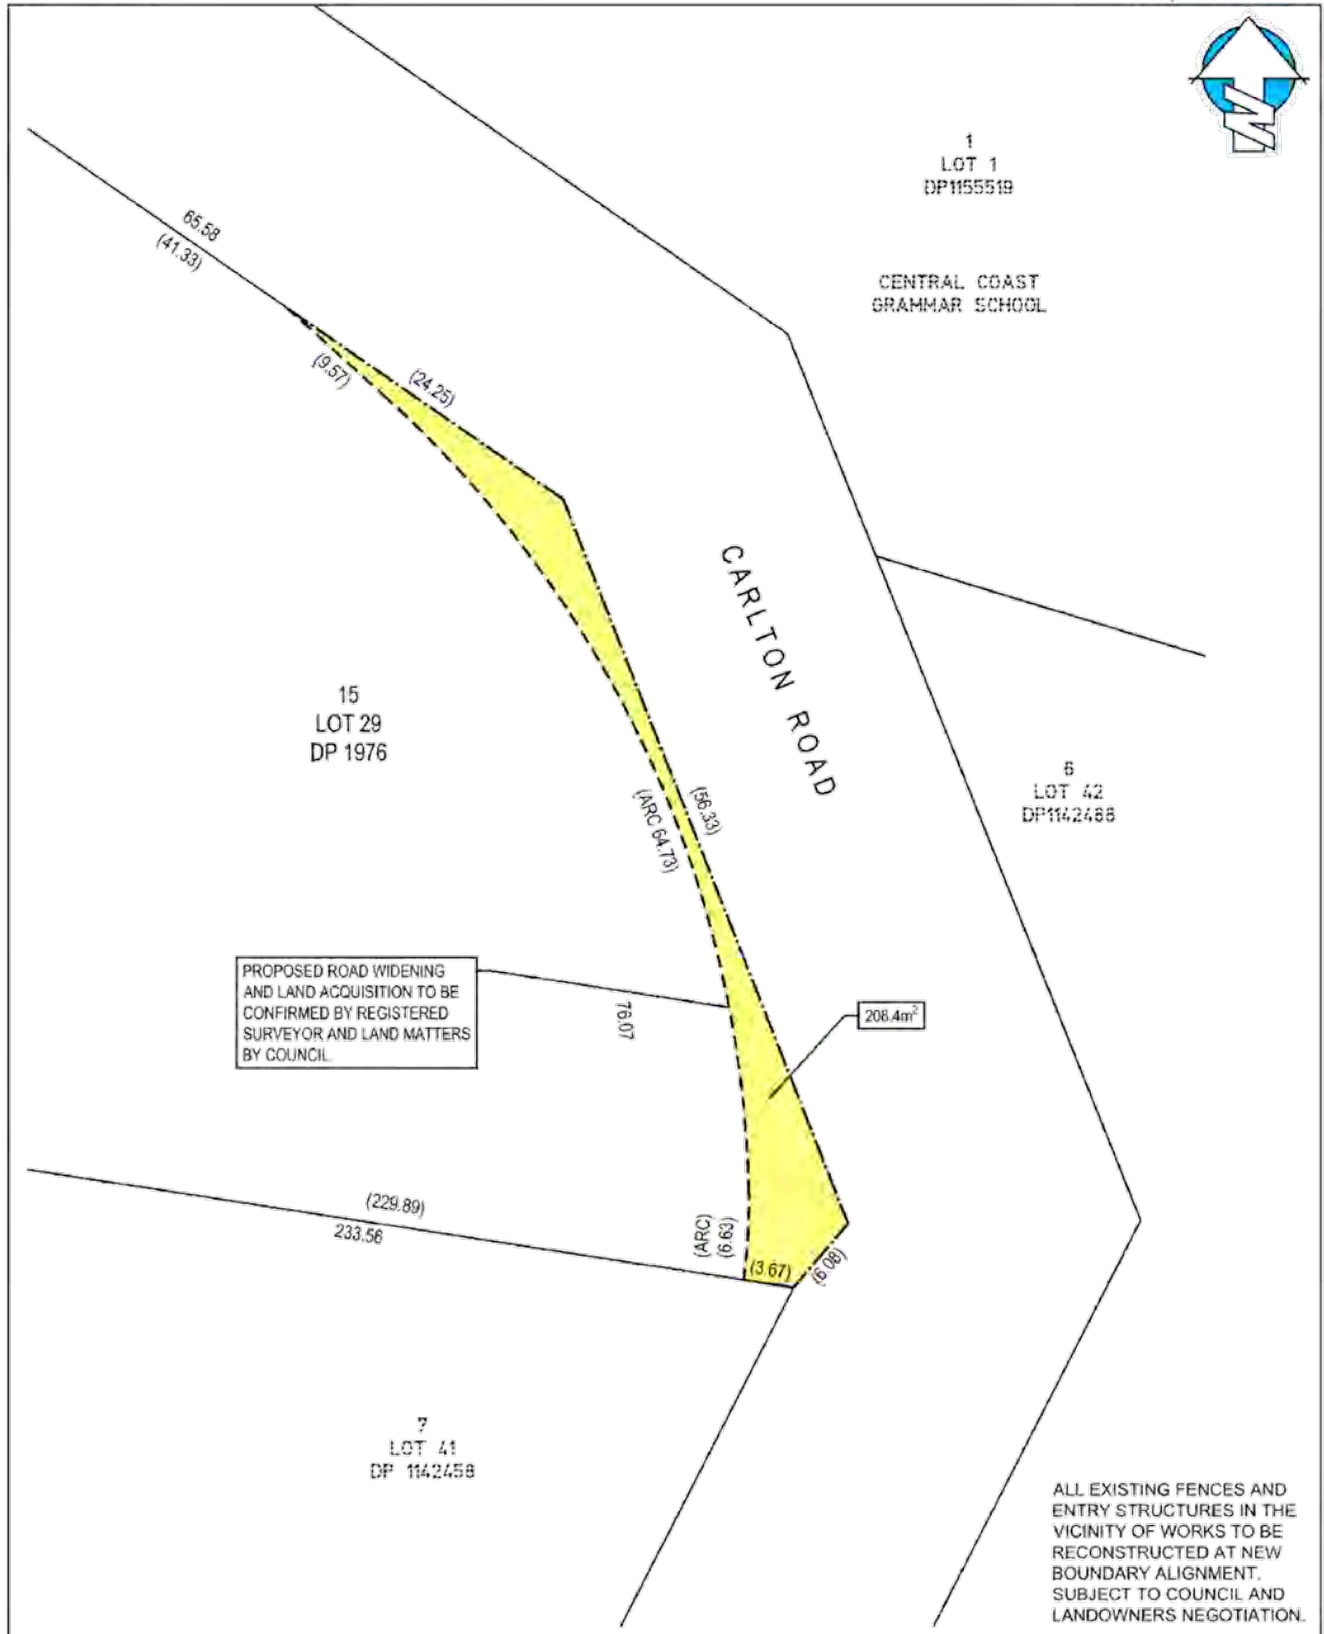 N
1
LOT 1
DP1155519
CENTRAL COAST
GRAMMAR SCHOOL
65.58
(41.33)
(9.57)
(24.25)
CARLTON ROAD
15
LOT 29
DP 1976
(56.33)
(ARC 64.73)
6
LOT 42
DP1142488
PROPOSED ROAD WIDENING
AND LAND ACQUISITION TO BE
CONFIRMED BY REGISTERED
SURVEYOR AND LAND MATTERS
BY COUNCIL.
76.07
208.4m²
(229.89)
233.56
(ARC)
(6.63)
(3.67)
(6.08)
7
LOT 41
DP 1142458
ALL EXISTING FENCES AND
ENTRY STRUCTURES IN THE
VICINITY OF WORKS TO BE
RECONSTRUCTED AT NEW
BOUNDARY ALIGNMENT.
SUBJECT TO COUNCIL AND
LANDOWNERS NEGOTIATION.